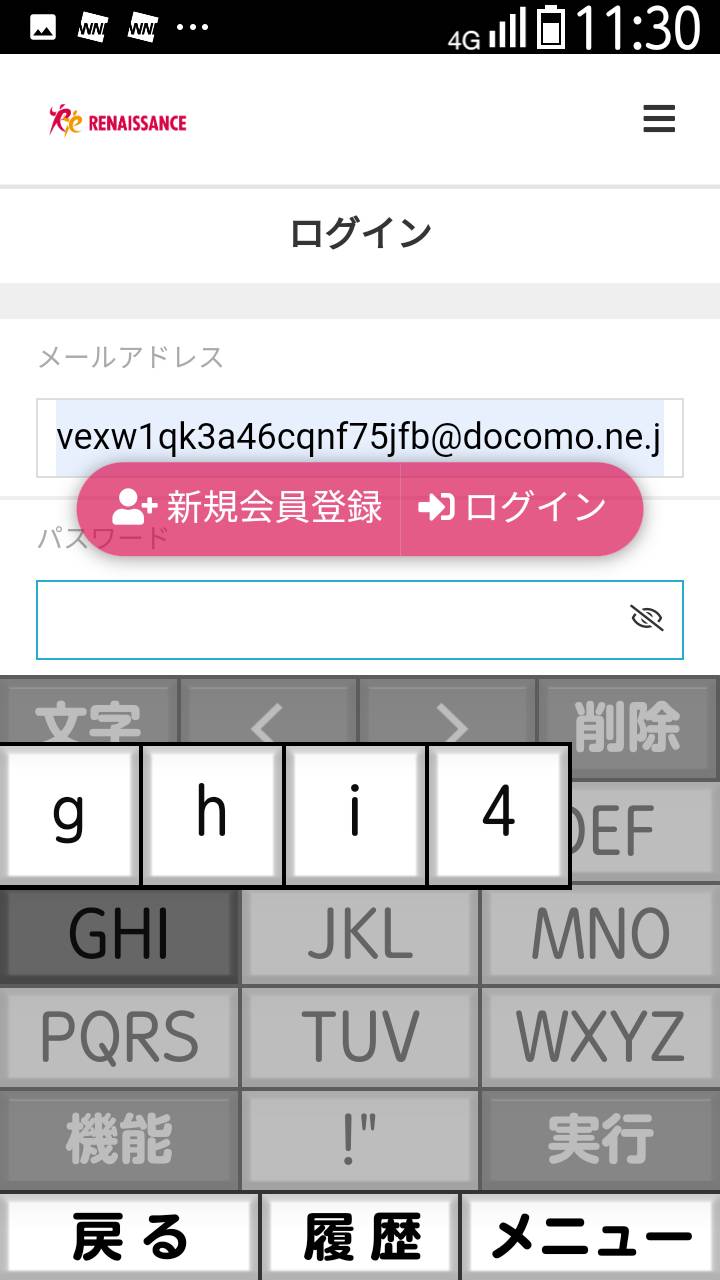 4G 11:30
RENAISSANCE
ログイン
メールアドレス
vexw1qk3a46cqnf75jfb@docomo.ne.j
新規会員登録 ログイン
パスワード
文字 < > 削除
g h i 4
DEF
GHI JKL MNO
PQRS TUV WXYZ
機能 !" 実行
戻る 履歴 メニュー